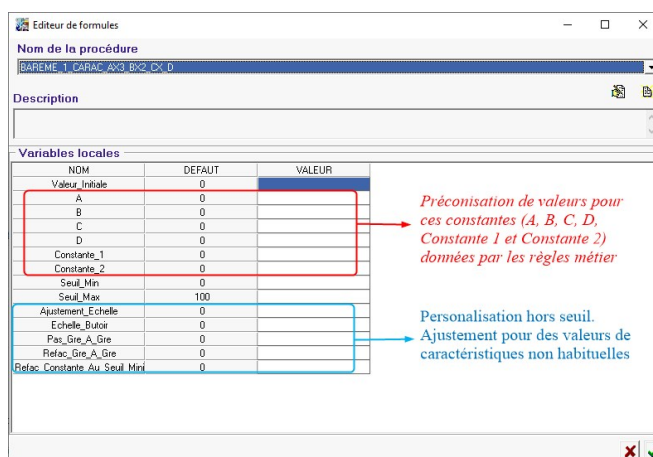 Editeur de formules
Nom de la procédure
BAREME_1_CARAC_AX3_BX2_CX_D
Description
Variables locales
NOM DEFAUT VALEUR
Valeur_Initiale 0
A 0
B 0
C 0
D 0
Constante_1 0
Constante_2 0
Seuil_Min 0
Seuil_Max 100
Ajustement_Echelle 0
Echelle_Butoir 0
Pas_Gre_A_Gre 0
Refac_Gre_A_Gre 0
Refac_Constante_Au_Seuil_Mini 0
Préconisation de valeurs pour
ces constantes (A, B, C, D,
Constante 1 et Constante 2)
données par les règles métier
Personalisation hors seuil.
Ajustement pour des valeurs de
caractéristiques non habituelles